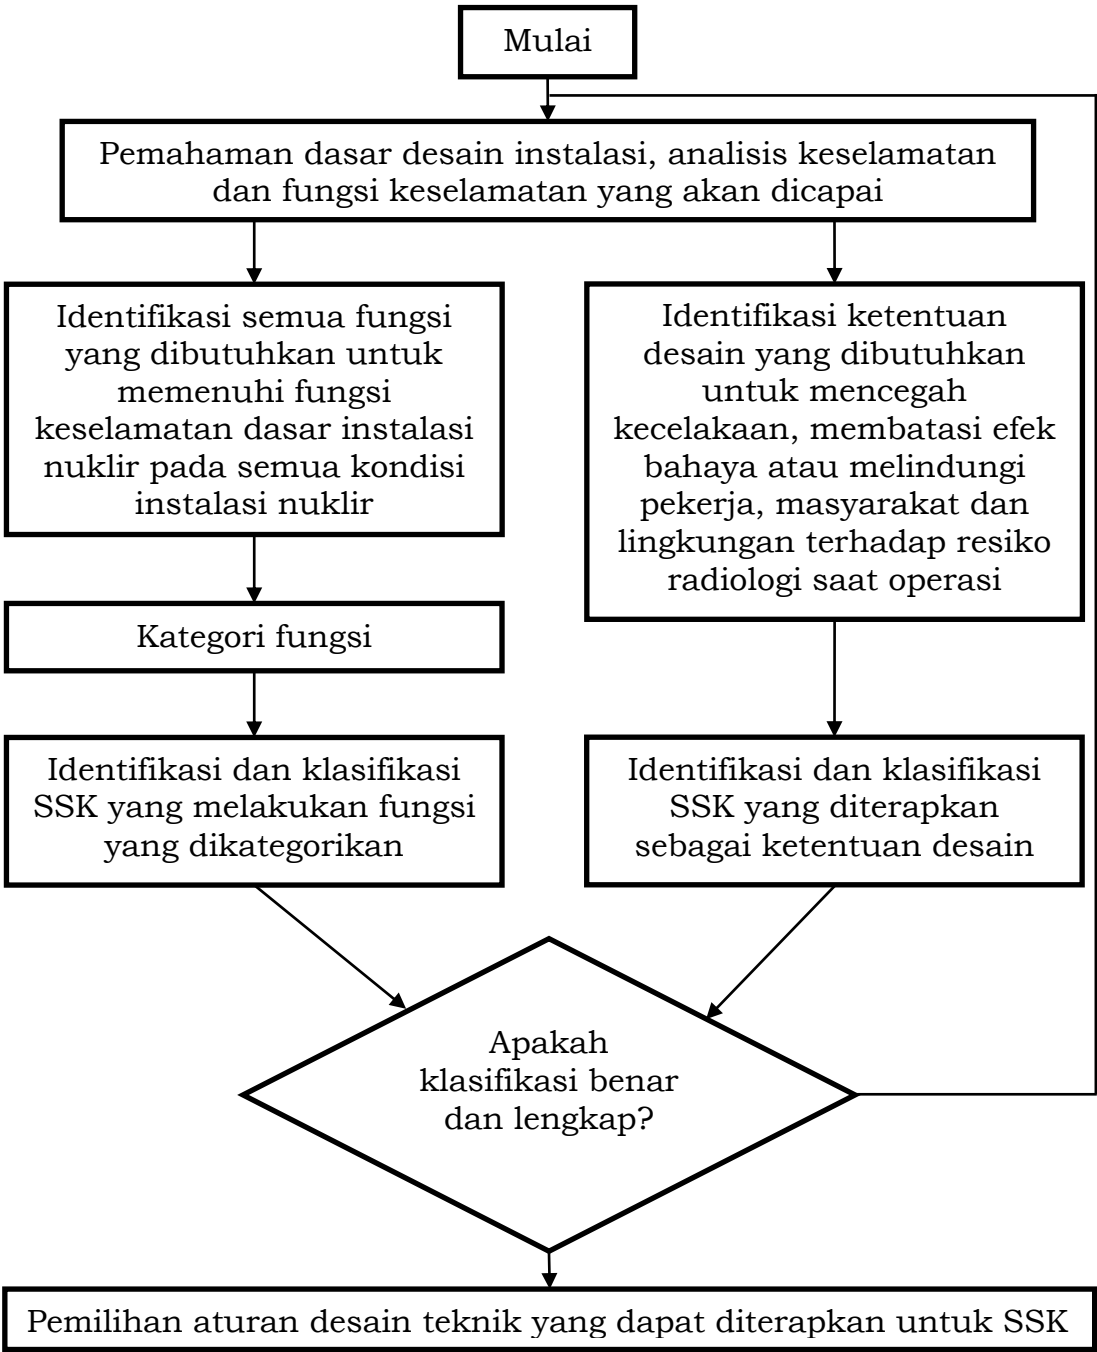 Mulai
Pemahaman dasar desain instalasi, analisis keselamatan
dan fungsi keselamatan yang akan dicapai
Identifikasi semua fungsi
yang dibutuhkan untuk
memenuhi fungsi
keselamatan dasar instalasi
nuklir pada semua kondisi
instalasi nuklir
Identifikasi ketentuan
desain yang dibutuhkan
untuk mencegah
kecelakaan, membatasi efek
bahaya atau melindungi
pekerja, masyarakat dan
lingkungan terhadap resiko
radiologi saat operasi
Kategori fungsi
Identifikasi dan klasifikasi
SSK yang melakukan fungsi
yang dikategorikan
Identifikasi dan klasifikasi
SSK yang diterapkan
sebagai ketentuan desain
Apakah
klasifikasi benar
dan lengkap?
Pemilihan aturan desain teknik yang dapat diterapkan untuk SSK